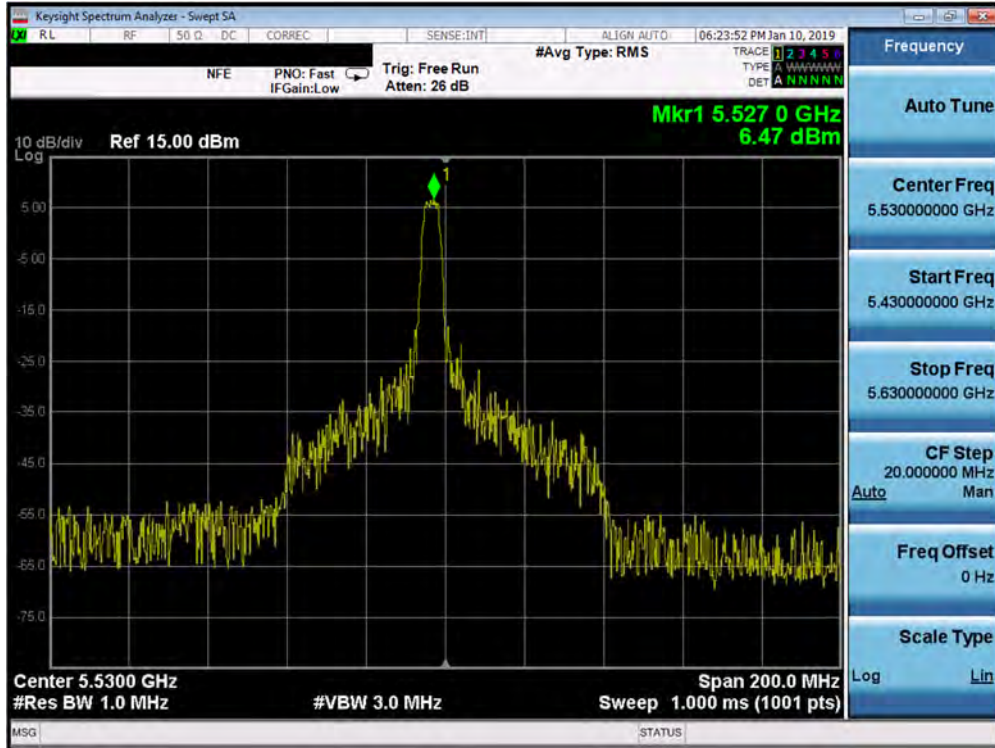 Keysight Spectrum Analyzer - Swept SA
LXI RL RF 50 Ω DC CORREC SENSE:INT ALIGN AUTO 06:23:52 PM Jan 10, 2019
#Avg Type: RMS
TRACE 1 2 3 4 5 6
NFE PNO: Fast Trig: Free Run TYPE A WWWWW
IFGain:Low Atten: 26 dB DET A N N N N N
Mkr1 5.527 0 GHz
6.47 dBm
10 dB/div Ref 15.00 dBm
Log
1
5.00
-5.00
-15.0
-25.0
-35.0
-45.0
-55.0
-65.0
-75.0
Center 5.5300 GHz Span 200.0 MHz
#Res BW 1.0 MHz #VBW 3.0 MHz Sweep 1.000 ms (1001 pts)
MSG STATUS
Frequency
Auto Tune
Center Freq
5.530000000 GHz
Start Freq
5.430000000 GHz
Stop Freq
5.630000000 GHz
CF Step
20.000000 MHz
Auto Man
Freq Offset
0 Hz
Scale Type
Log Lin